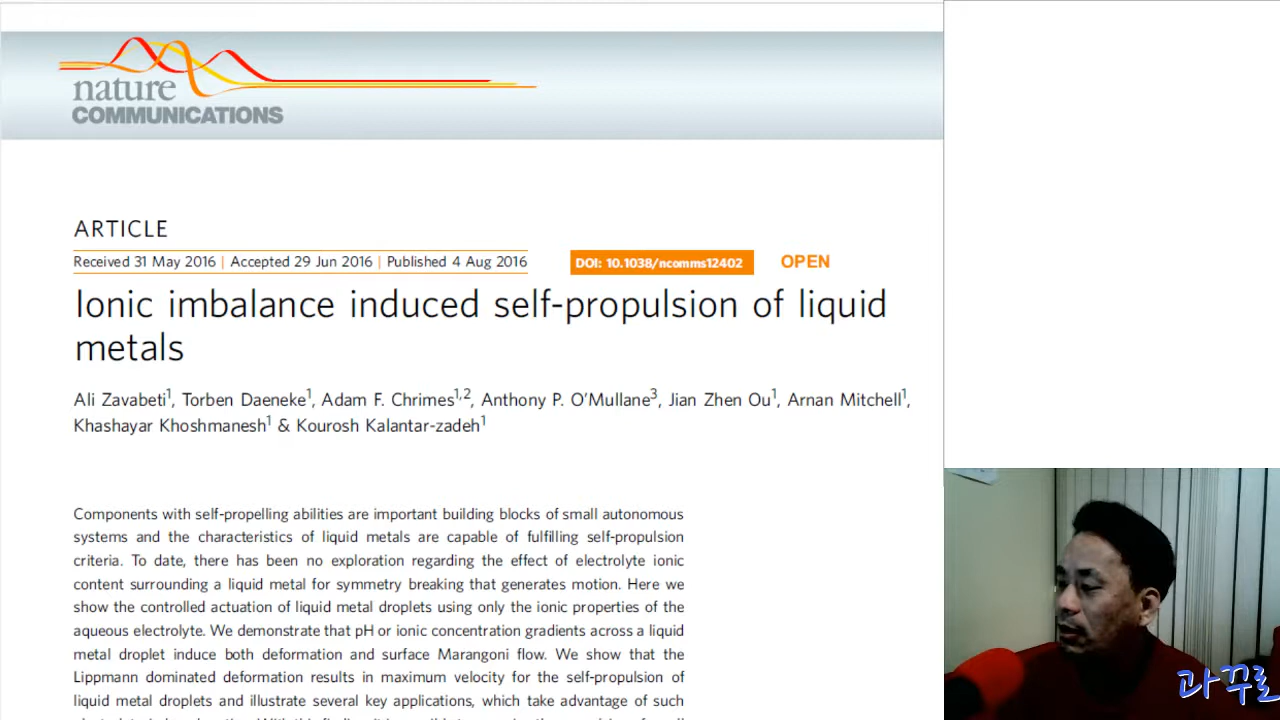 nature
COMMUNICATIONS
ARTICLE
Received 31 May 2016 | Accepted 29 Jun 2016 | Published 4 Aug 2016
DOI: 10.1038/ncomms12402
OPEN
Ionic imbalance induced self-propulsion of liquid
metals
Ali Zavabeti1, Torben Daeneke1, Adam F. Chrimes1,2, Anthony P. O'Mullane3, Jian Zhen Ou1, Arnan Mitchell1,
Khashayar Khoshmanesh1 & Kourosh Kalantar-zadeh1
Components with self-propelling abilities are important building blocks of small autonomous
systems and the characteristics of liquid metals are capable of fulfilling self-propulsion
criteria. To date, there has been no exploration regarding the effect of electrolyte ionic
content surrounding a liquid metal for symmetry breaking that generates motion. Here we
show the controlled actuation of liquid metal droplets using only the ionic properties of the
aqueous electrolyte. We demonstrate that pH or ionic concentration gradients across a liquid
metal droplet induce both deformation and surface Marangoni flow. We show that the
Lippmann dominated deformation results in maximum velocity for the self-propulsion of
liquid metal droplets and illustrate several key applications, which take advantage of such
과꾸로